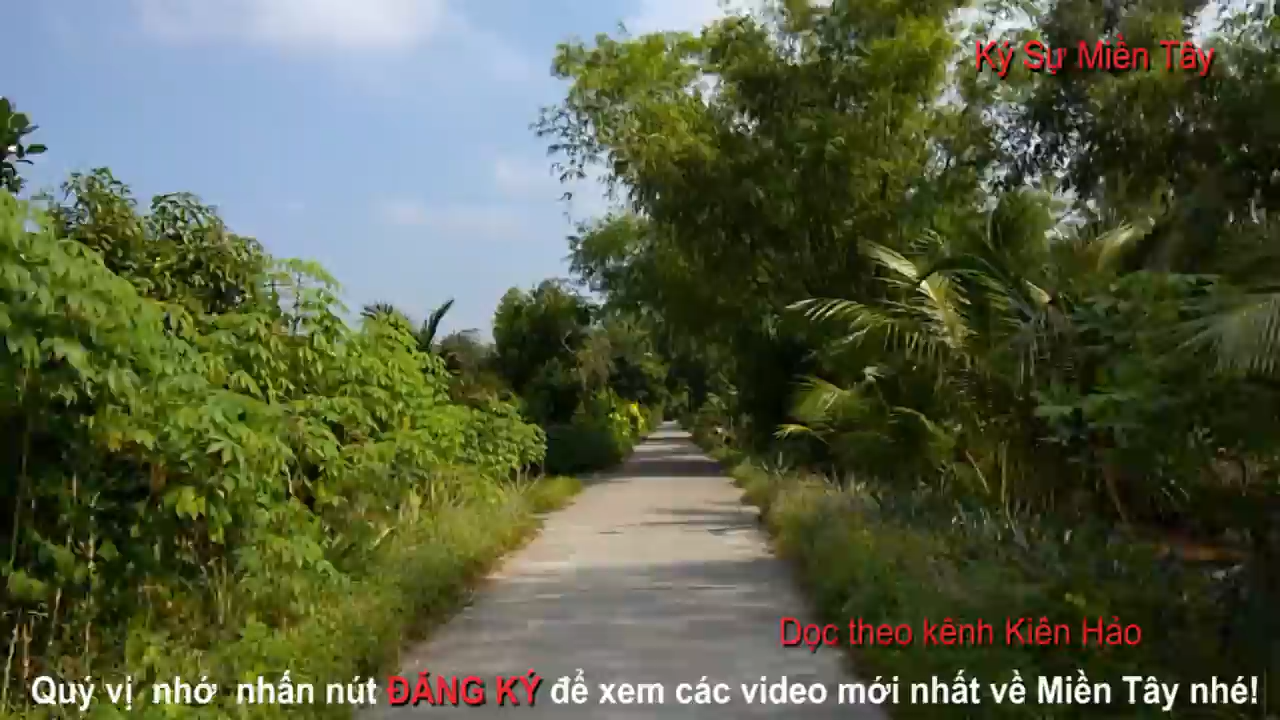 Ký Sự Miền Tây
Dọc theo kênh Kiên Hảo
Quý vị nhớ nhấn nút ĐĂNG KÝ để xem các video mới nhất về Miền Tây nhé!